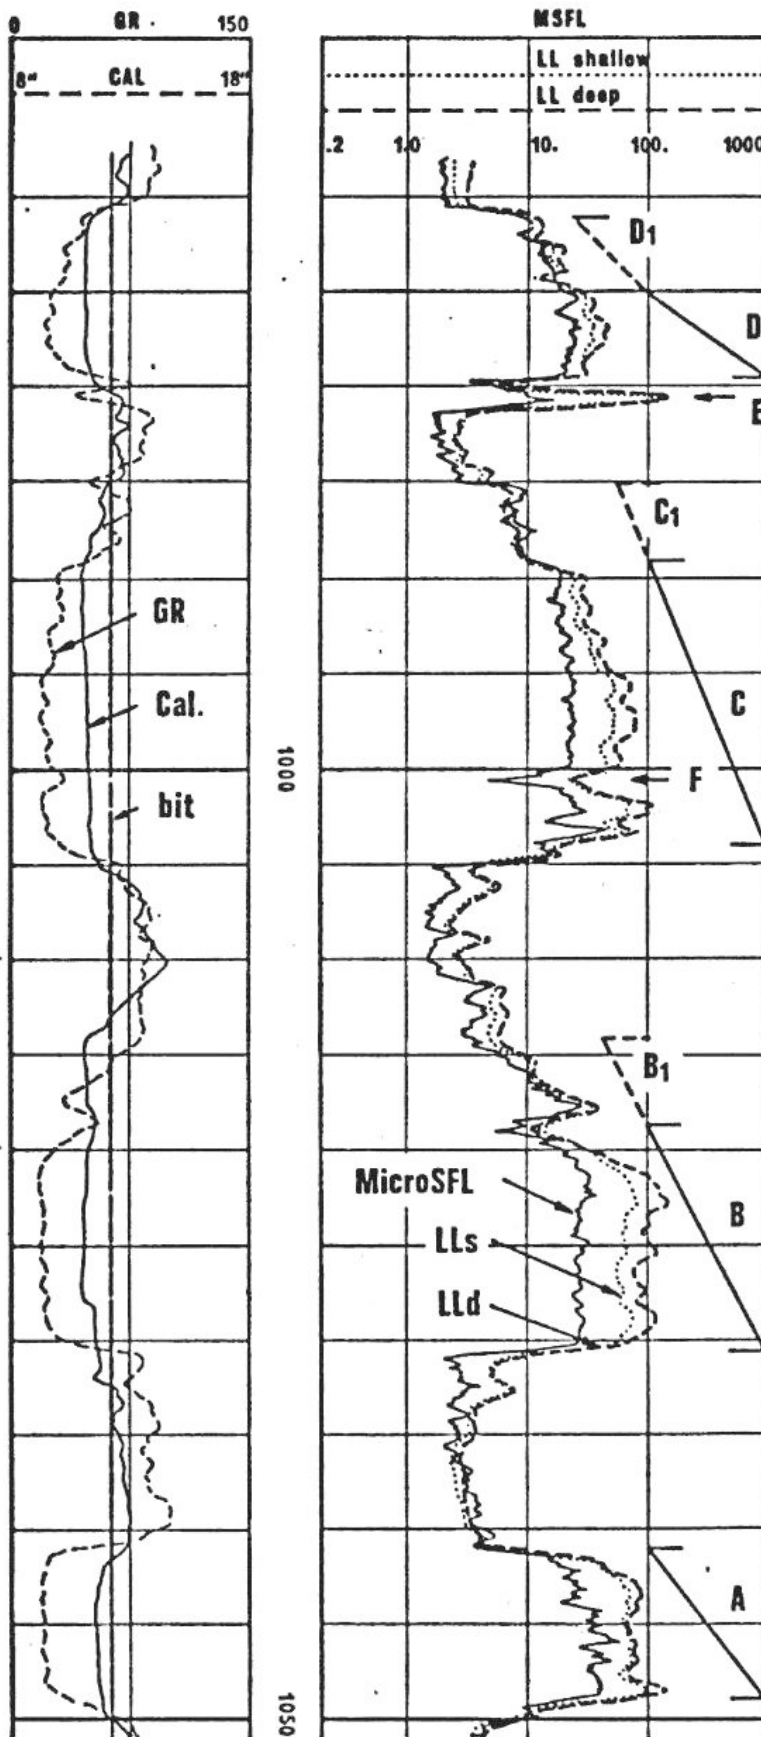 0 GR 150
MSFL
LL shallow
8" CAL 18"
LL deep
.2 1.0 10. 100. 1000
D1
D
E
C1
GR
C
Cal.
1000
F
bit
B1
MicroSFL
B
LLs
LLd
A
1050